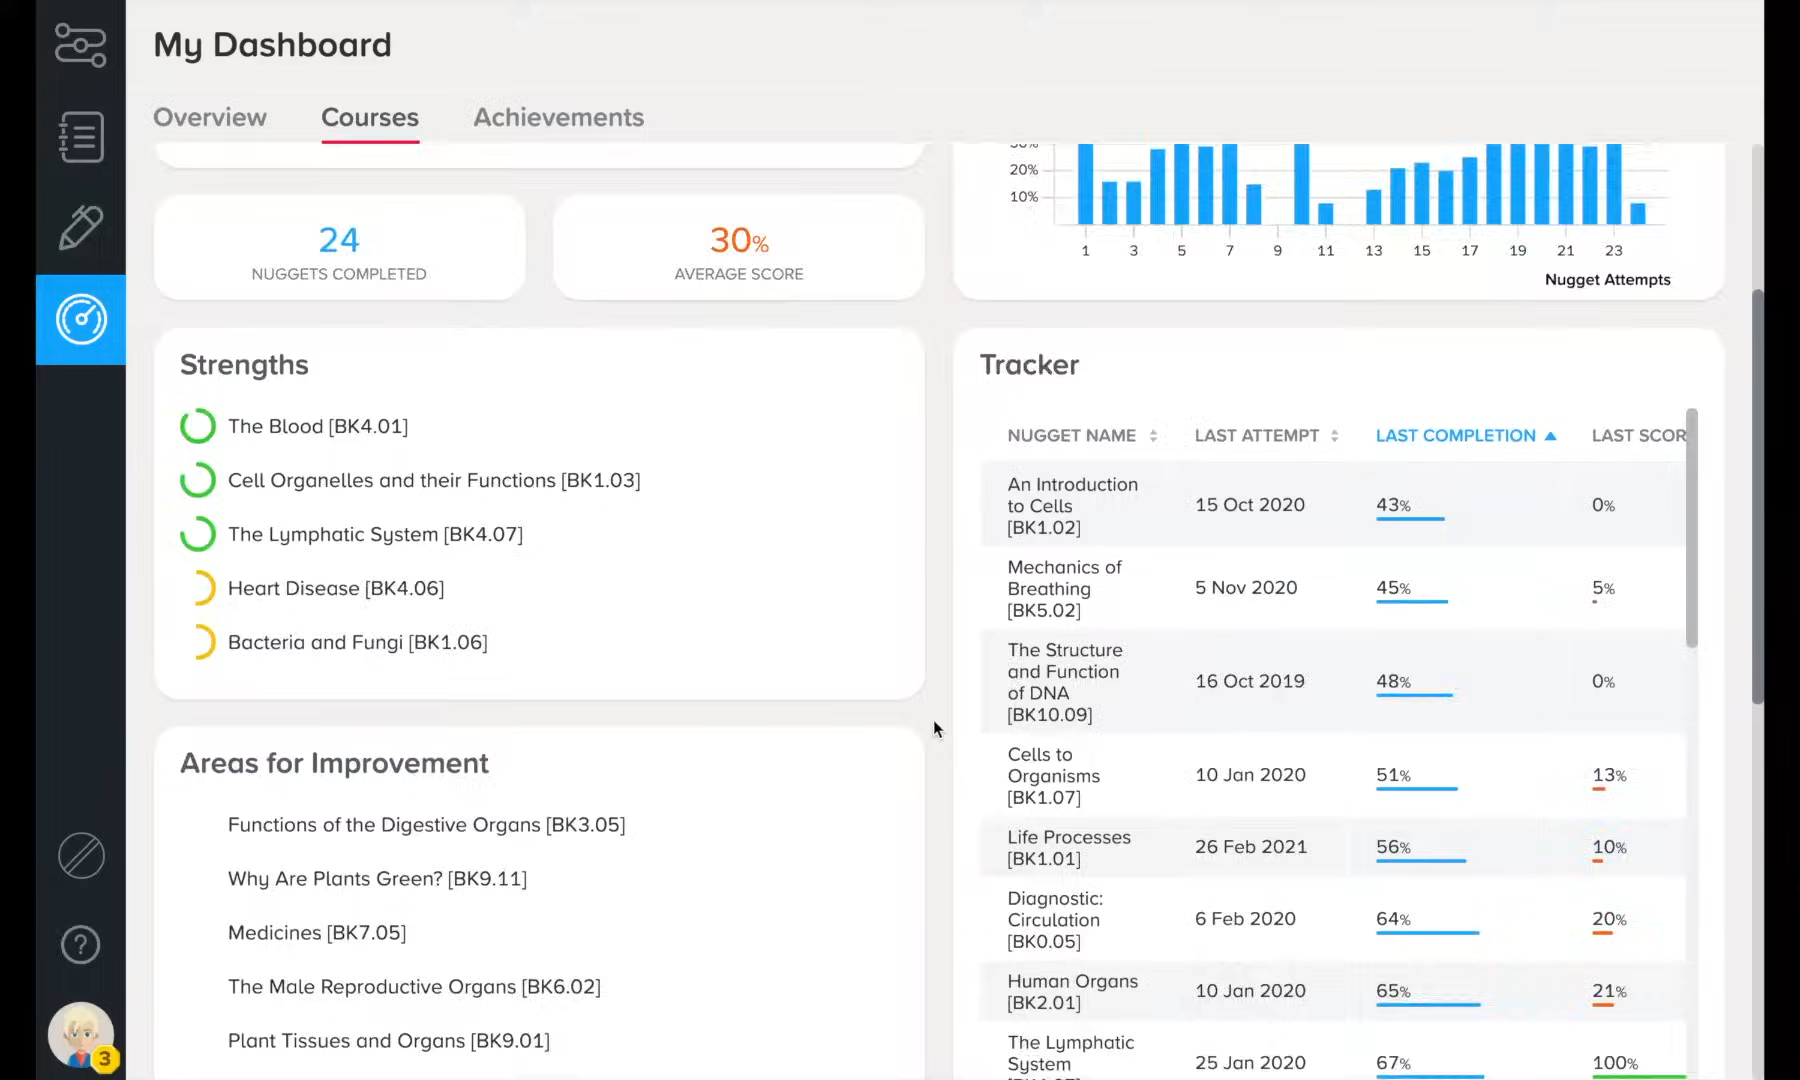 My Dashboard
Overview
Courses
Achievements
24
NUGGETS COMPLETED
30%
AVERAGE SCORE
20%
10%
1 3 5 7 9 11 13 15 17 19 21 23
Nugget Attempts
Strengths
The Blood [BK4.01]
Cell Organelles and their Functions [BK1.03]
The Lymphatic System [BK4.07]
Heart Disease [BK4.06]
Bacteria and Fungi [BK1.06]
Areas for Improvement
Functions of the Digestive Organs [BK3.05]
Why Are Plants Green? [BK9.11]
Medicines [BK7.05]
The Male Reproductive Organs [BK6.02]
Plant Tissues and Organs [BK9.01]
Tracker
NUGGET NAME LAST ATTEMPT LAST COMPLETION LAST SCOR
An Introduction
to Cells
[BK1.02]
15 Oct 2020 43% 0%
Mechanics of
Breathing
[BK5.02]
5 Nov 2020 45% 5%
The Structure
and Function
of DNA
[BK10.09]
16 Oct 2019 48% 0%
Cells to
Organisms
[BK1.07]
10 Jan 2020 51% 13%
Life Processes
[BK1.01]
26 Feb 2021 56% 10%
Diagnostic:
Circulation
[BK0.05]
6 Feb 2020 64% 20%
Human Organs
[BK2.01]
10 Jan 2020 65% 21%
The Lymphatic
System
25 Jan 2020 67% 100%
3